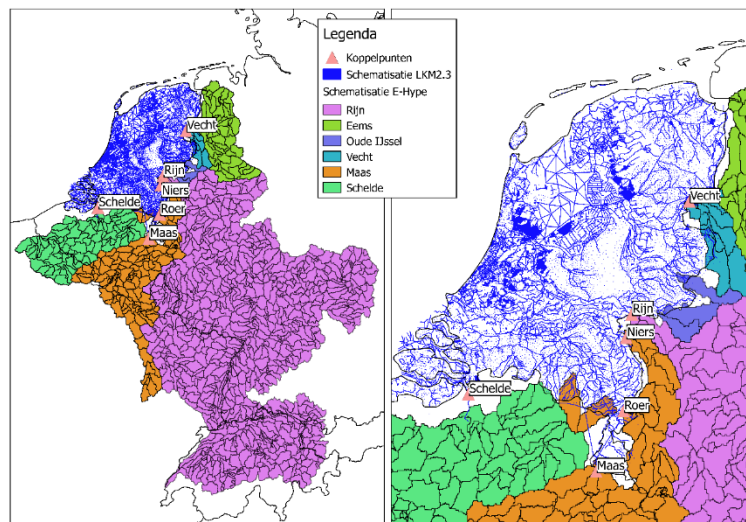 Legenda
Koppelpunten
Schematisatie LKM2.3
Schematisatie E-Hype
Rijn
Eems
Oude IJssel
Vecht
Maas
Schelde
Vecht
Rijn
Niers
Schelde
Roer
Maas
Vecht
Rijn
Niers
Schelde
Roer
Maas